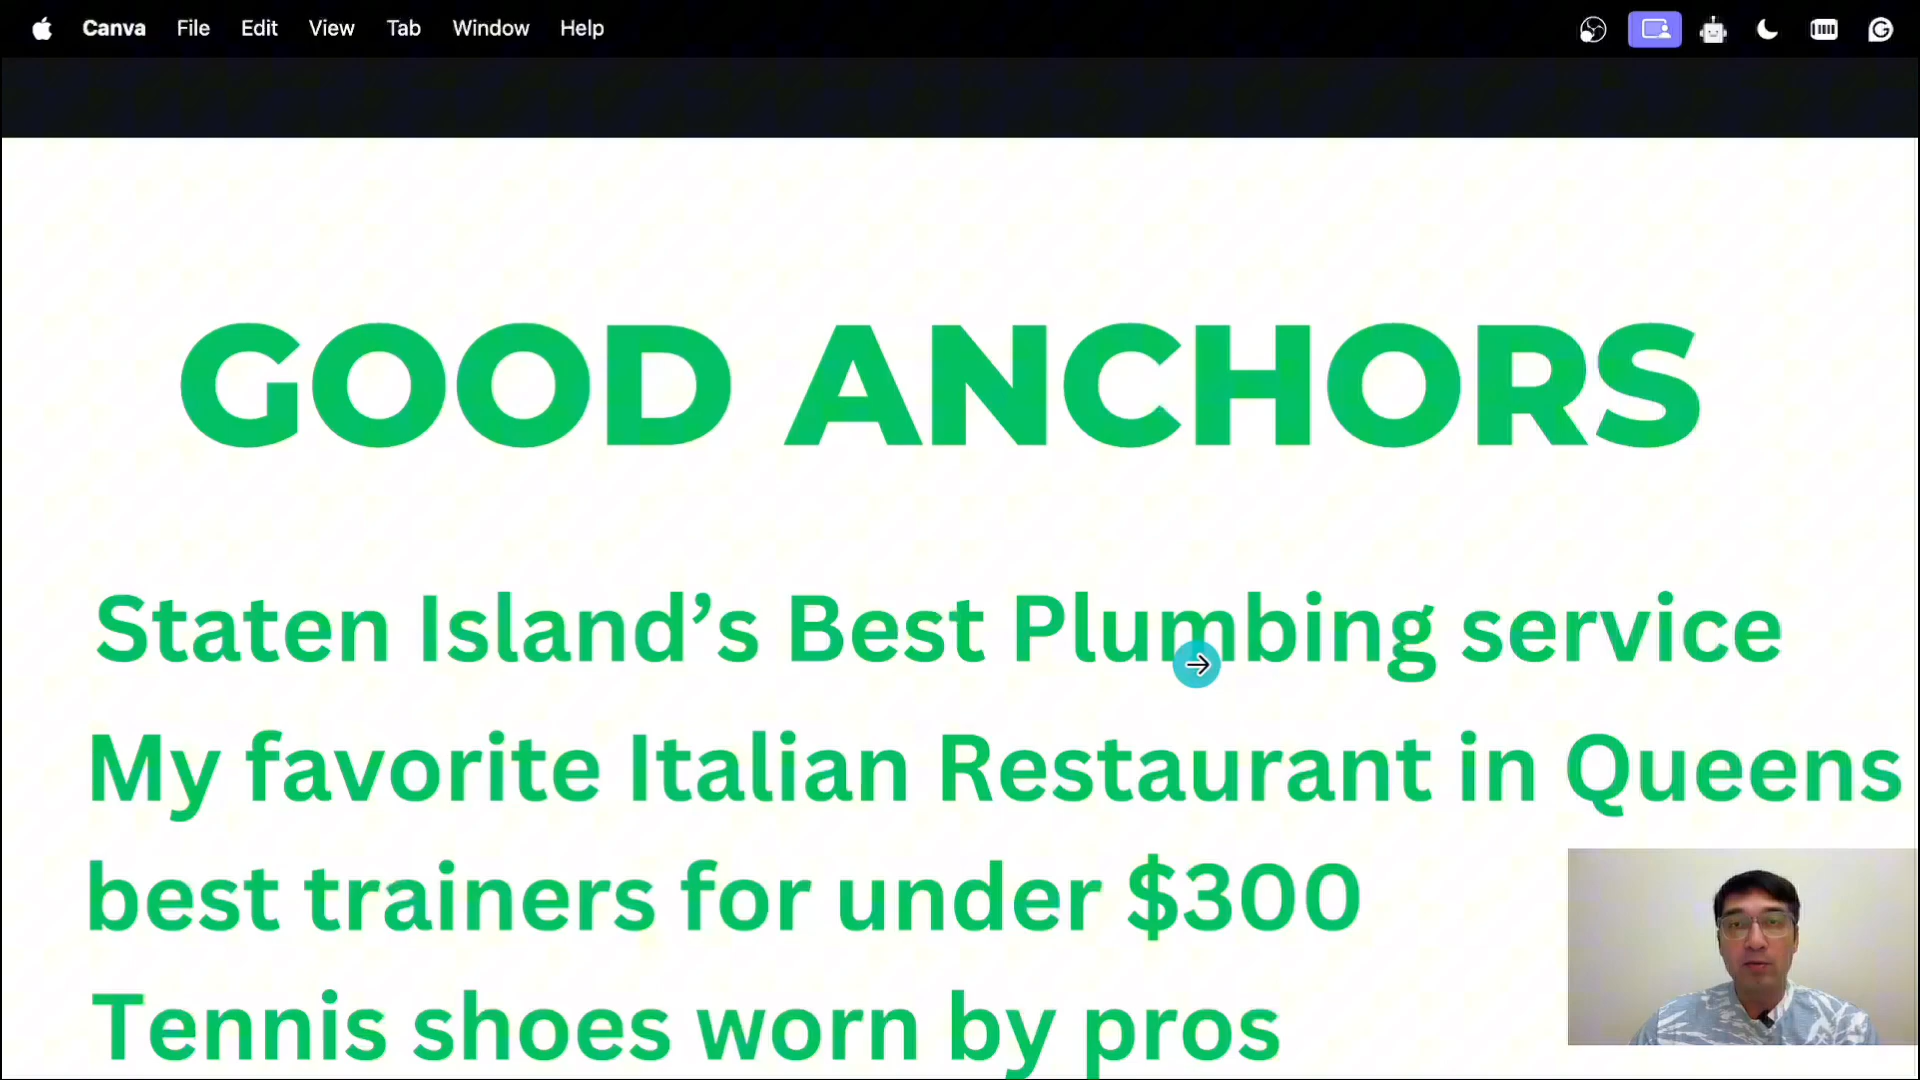 Canva File Edit View Tab Window Help
GOOD ANCHORS
Staten Island’s Best Plumbing service
My favorite Italian Restaurant in Queens
best trainers for under $300
Tennis shoes worn by pros